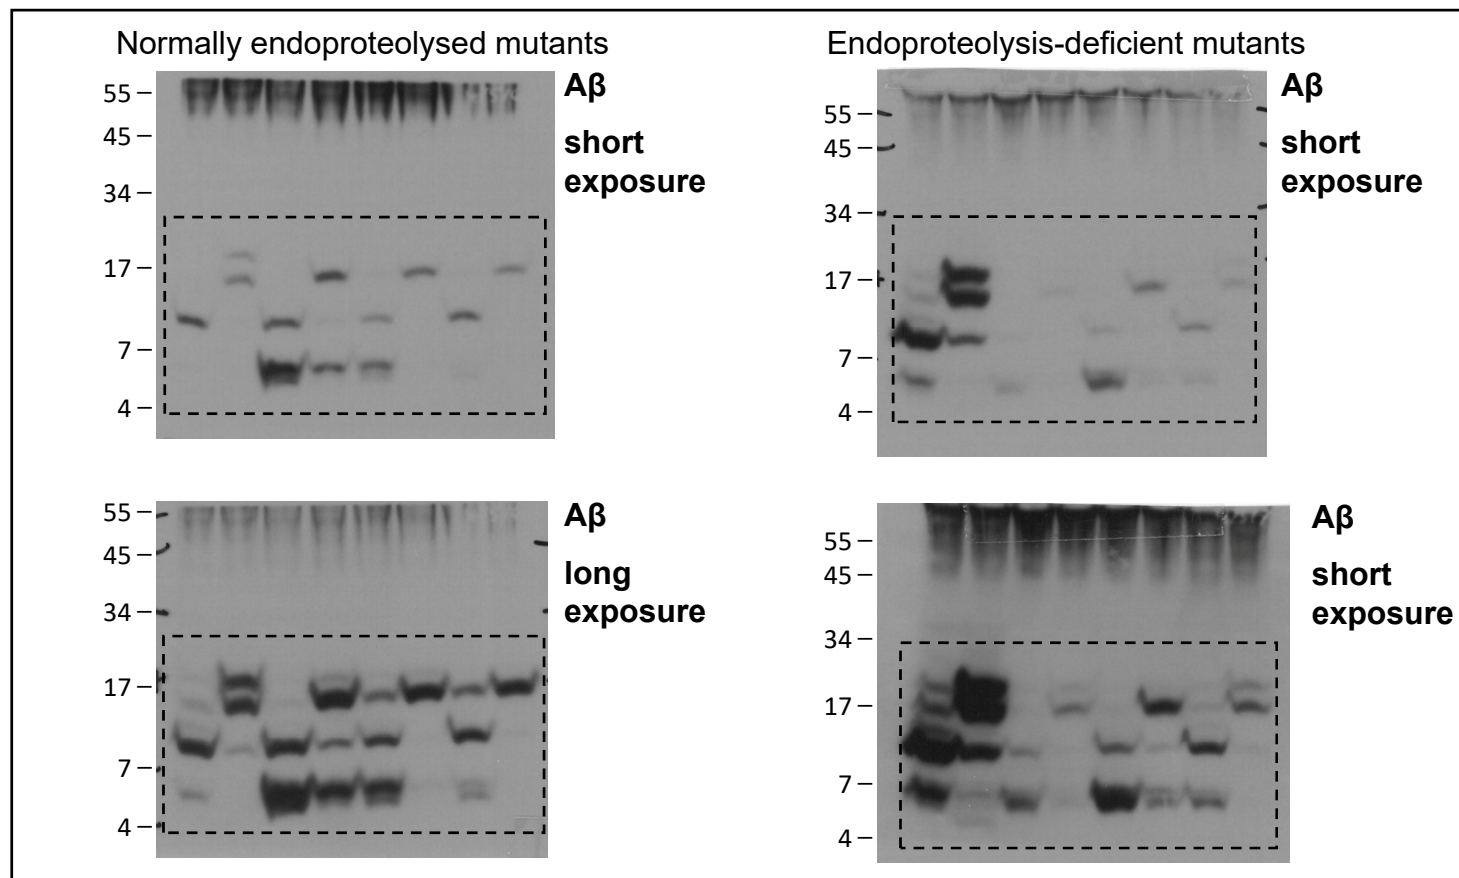 Normally endoproteolysed mutants
55
45
34
17
7
4
Aβ
short
exposure
Endoproteolysis-deficient mutants
55
45
34
17
7
4
Aβ
short
exposure
55
45
34
17
7
4
Aβ
long
exposure
55
45
34
17
7
4
Aβ
short
exposure